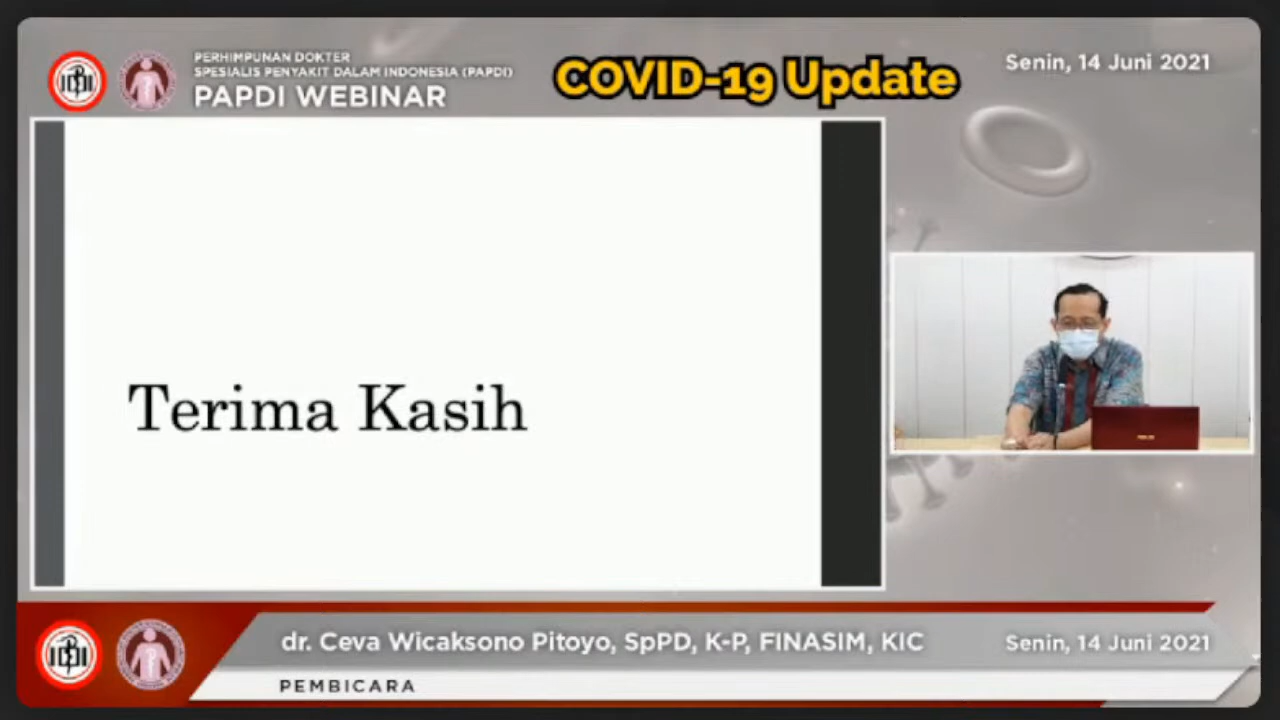 PERHIMPUNAN DOKTER
SPESIALIS PENYAKIT DALAM INDONESIA (PAPDI)
PAPDI WEBINAR
COVID-19 Update
Senin, 14 Juni 2021
Terima Kasih
dr. Ceva Wicaksono Pitoyo, SpPD, K-P, FINASIM, KIC
Senin, 14 Juni 2021
PEMBICARA